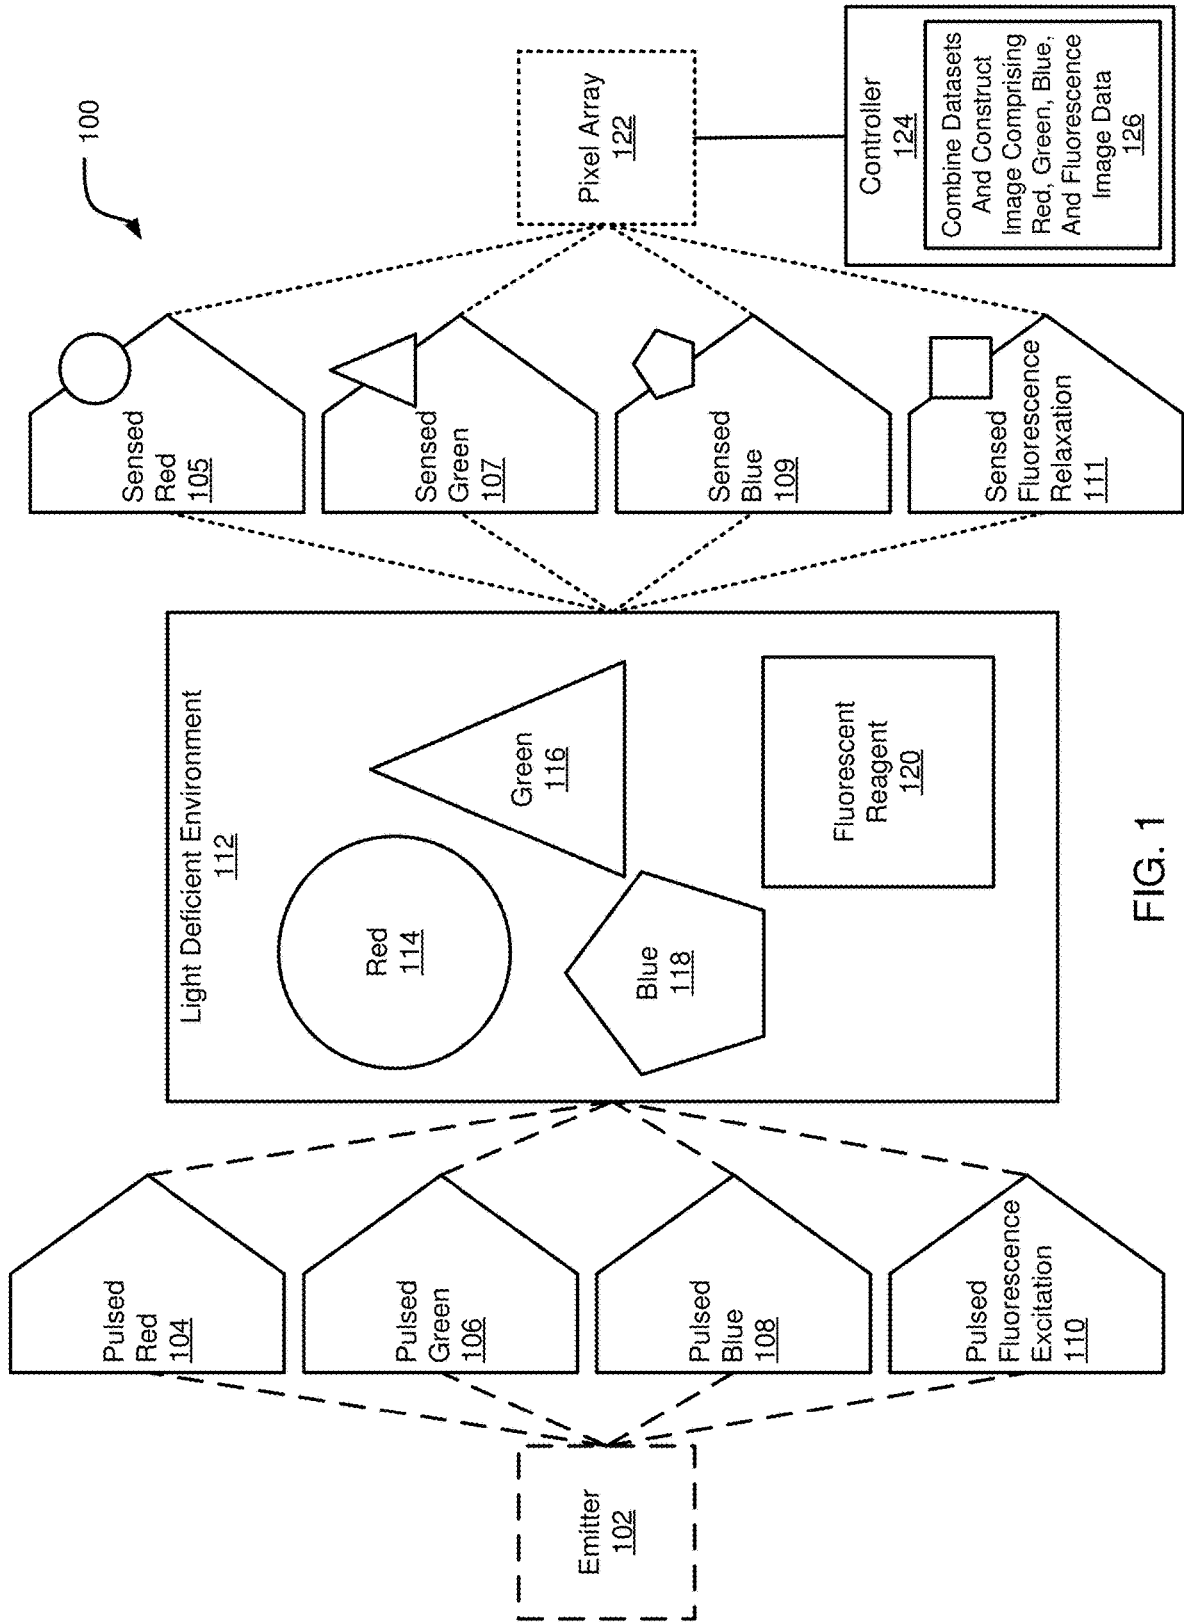 100
Emitter
102
Pulsed
Red
104
Pulsed
Green
106
Pulsed
Blue
108
Pulsed
Fluorescence
Excitation
110
Light Deficient Environment
112
Red
114
Green
116
Blue
118
Fluorescent
Reagent
120
Sensed
Red
105
Sensed
Green
107
Sensed
Blue
109
Sensed
Fluorescence
Relaxation
111
Pixel Array
122
Controller
124
Combine Datasets
And Construct
Image Comprising
Red, Green, Blue,
And Fluorescence
Image Data
126
FIG. 1